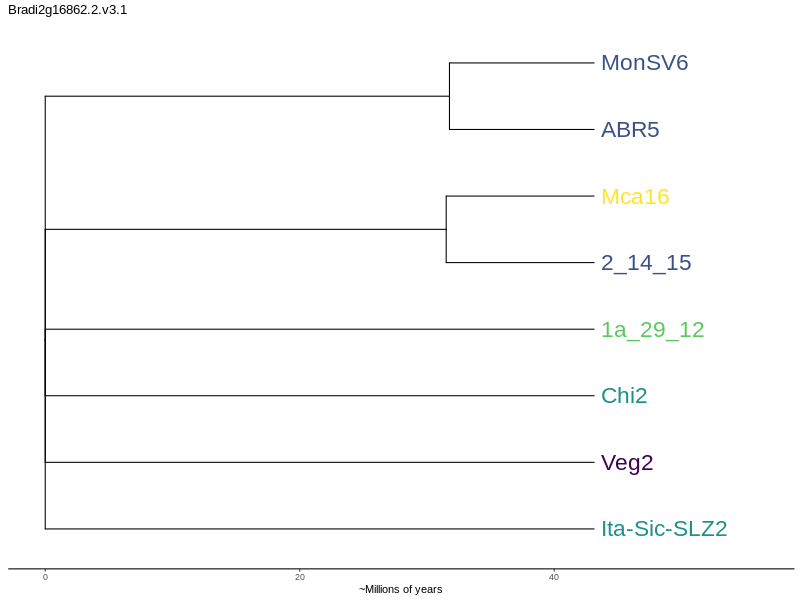 Bradi2g16862.2.v3.1
MonSV6
ABR5
Mca16
2_14_15
1a_29_12
Chi2
Veg2
Ita-Sic-SLZ2
0 20 40
~Millions of years